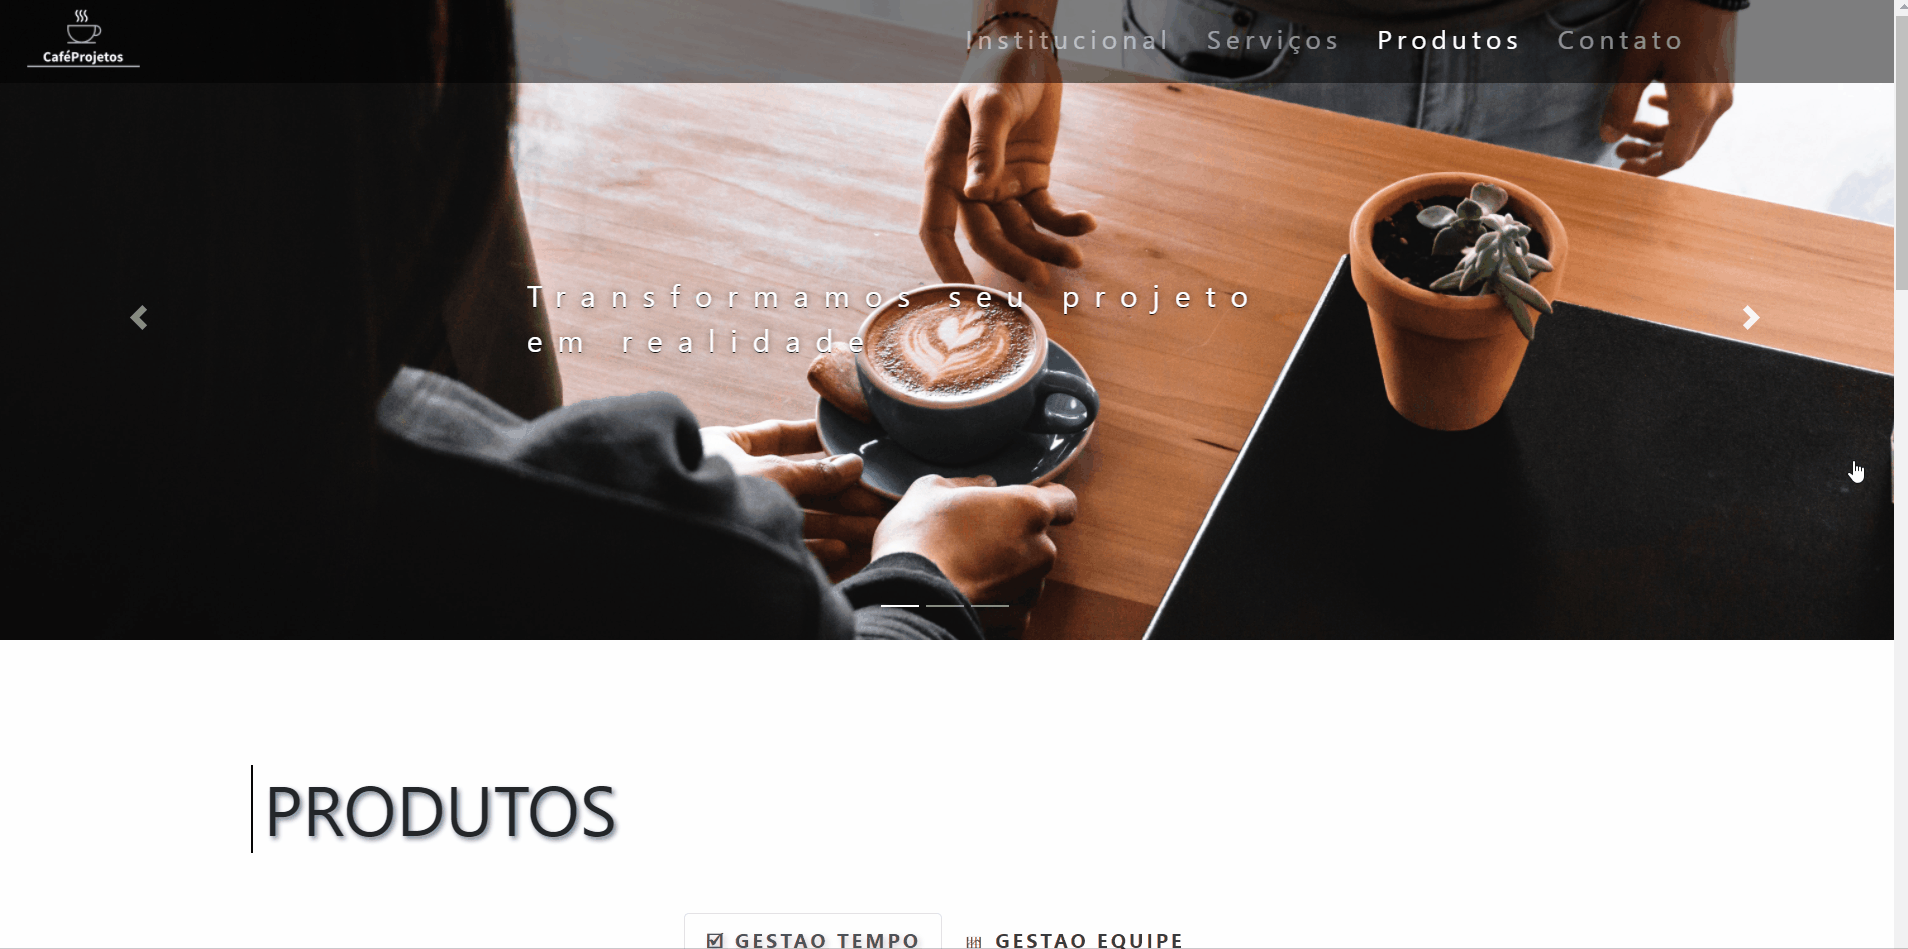 CaféProjetos
Institucional Serviços Produtos Contato
Transformamos seu projeto
em realidade
PRODUTOS
GESTAO TEMPO GESTAO EQUIPE